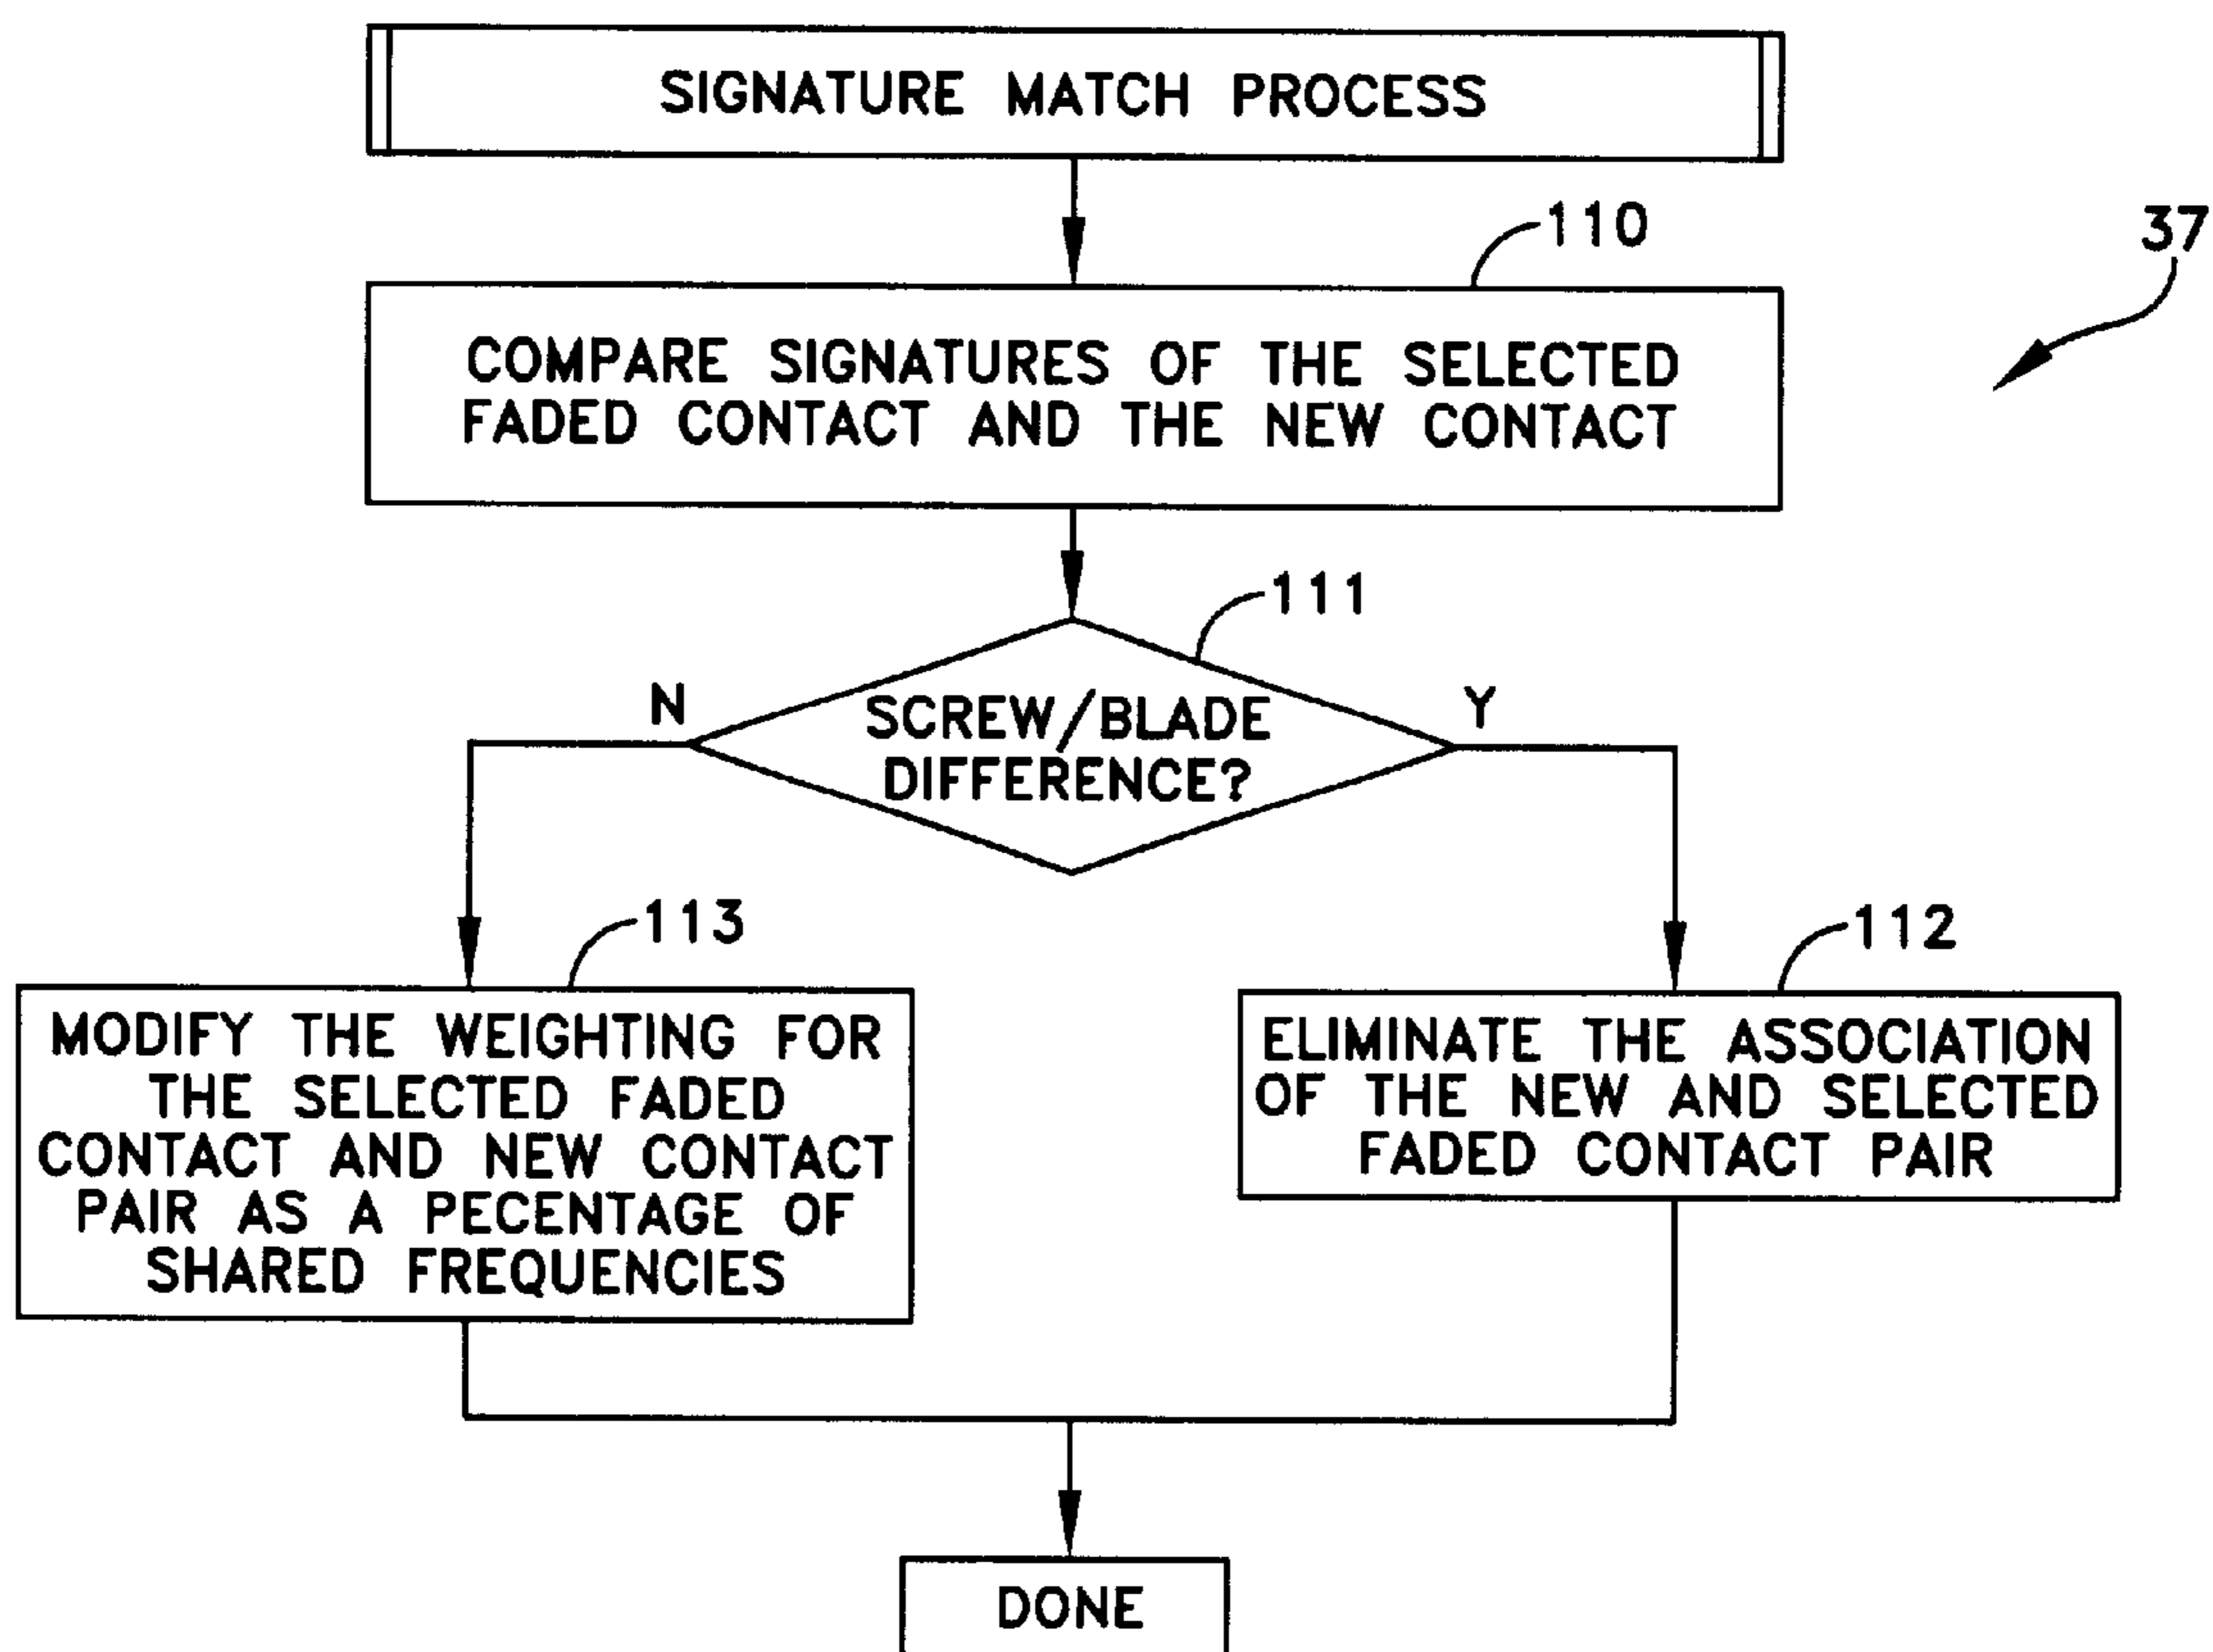 SIGNATURE MATCH PROCESS
110
37
COMPARE SIGNATURES OF THE SELECTED
FADED CONTACT AND THE NEW CONTACT
111
N
SCREW/BLADE
DIFFERENCE?
Y
113
112
MODIFY THE WEIGHTING FOR
THE SELECTED FADED
CONTACT AND NEW CONTACT
PAIR AS A PECENTAGE OF
SHARED FREQUENCIES
ELIMINATE THE ASSOCIATION
OF THE NEW AND SELECTED
FADED CONTACT PAIR
DONE